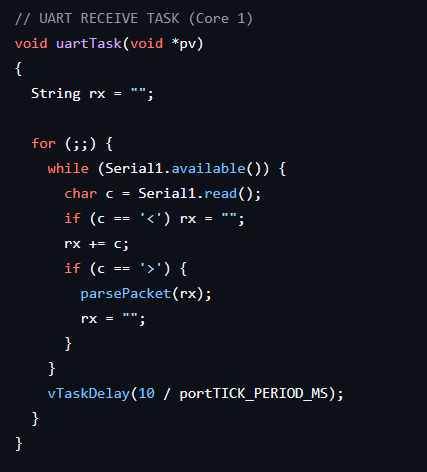 // UART RECEIVE TASK (Core 1)
void uartTask(void *pv)
{
  String rx = "";

  for (;;) {
    while (Serial1.available()) {
      char c = Serial1.read();
      if (c == '<') rx = "";
      rx += c;
      if (c == '>') {
        parsePacket(rx);
        rx = "";
      }
    }
    vTaskDelay(10 / portTICK_PERIOD_MS);
  }
}